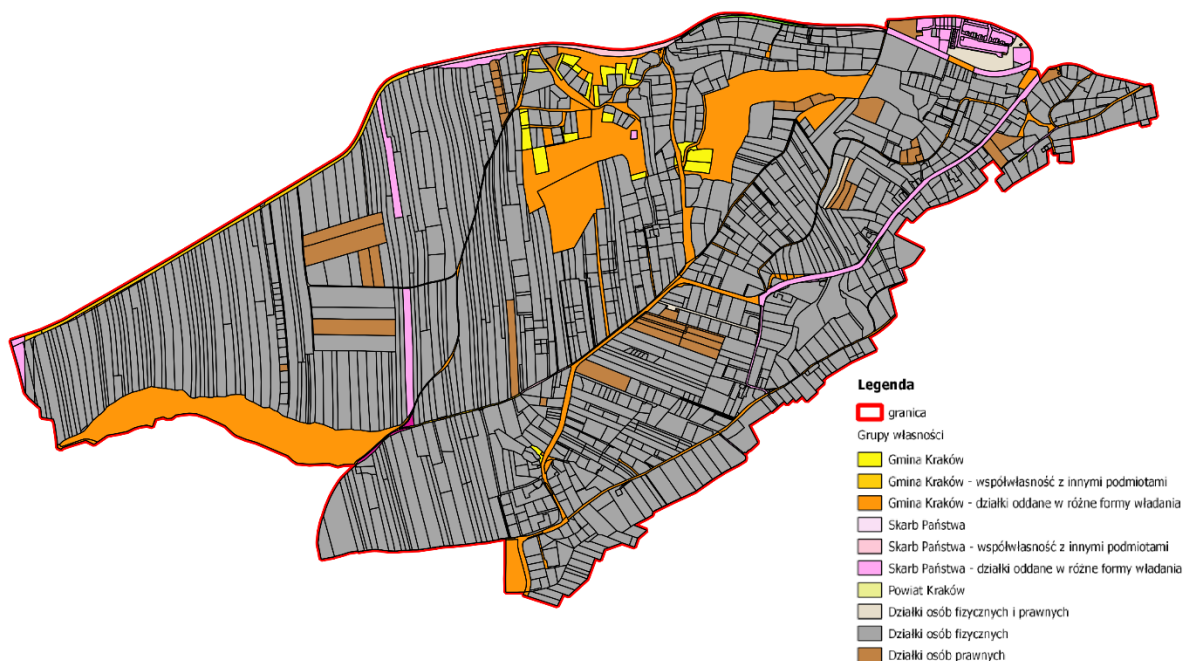 Legenda
granica
Grupy własności
Gmina Kraków
Gmina Kraków - współwłasność z innymi podmiotami
Gmina Kraków - działki oddane w różne formy władania
Skarb Państwa
Skarb Państwa - współwłasność z innymi podmiotami
Skarb Państwa - działki oddane w różne formy władania
Powiat Kraków
Działki osób fizycznych i prawnych
Działki osób fizycznych
Działki osób prawnych